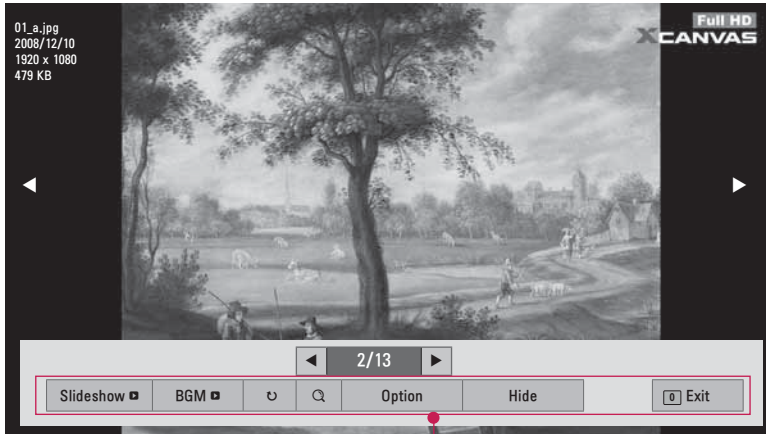 01_a.jpg
2008/12/10
1920 x 1080
479 KB
Full HD
XCANVAS
2/13
Slideshow
BGM
Option
Hide
0 Exit